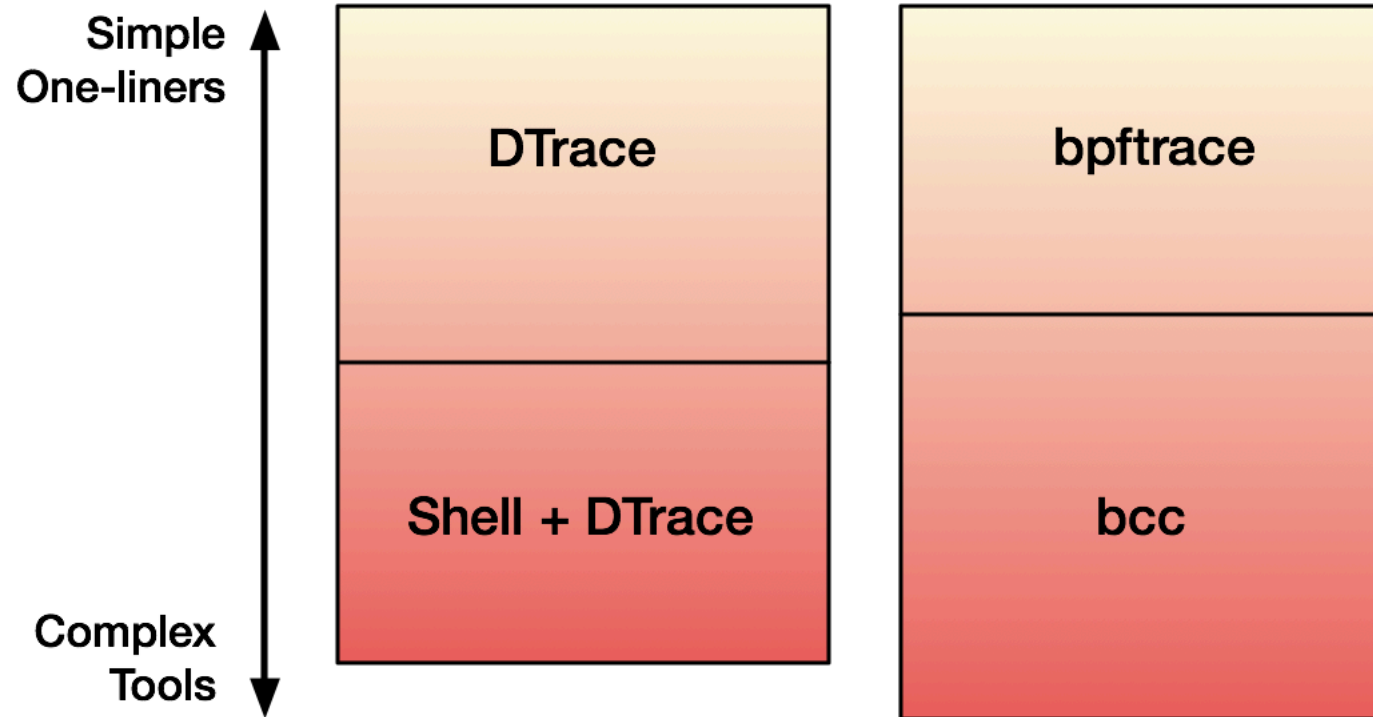 Simple
One-liners
DTrace
bpftrace
Shell + DTrace
bcc
Complex
Tools